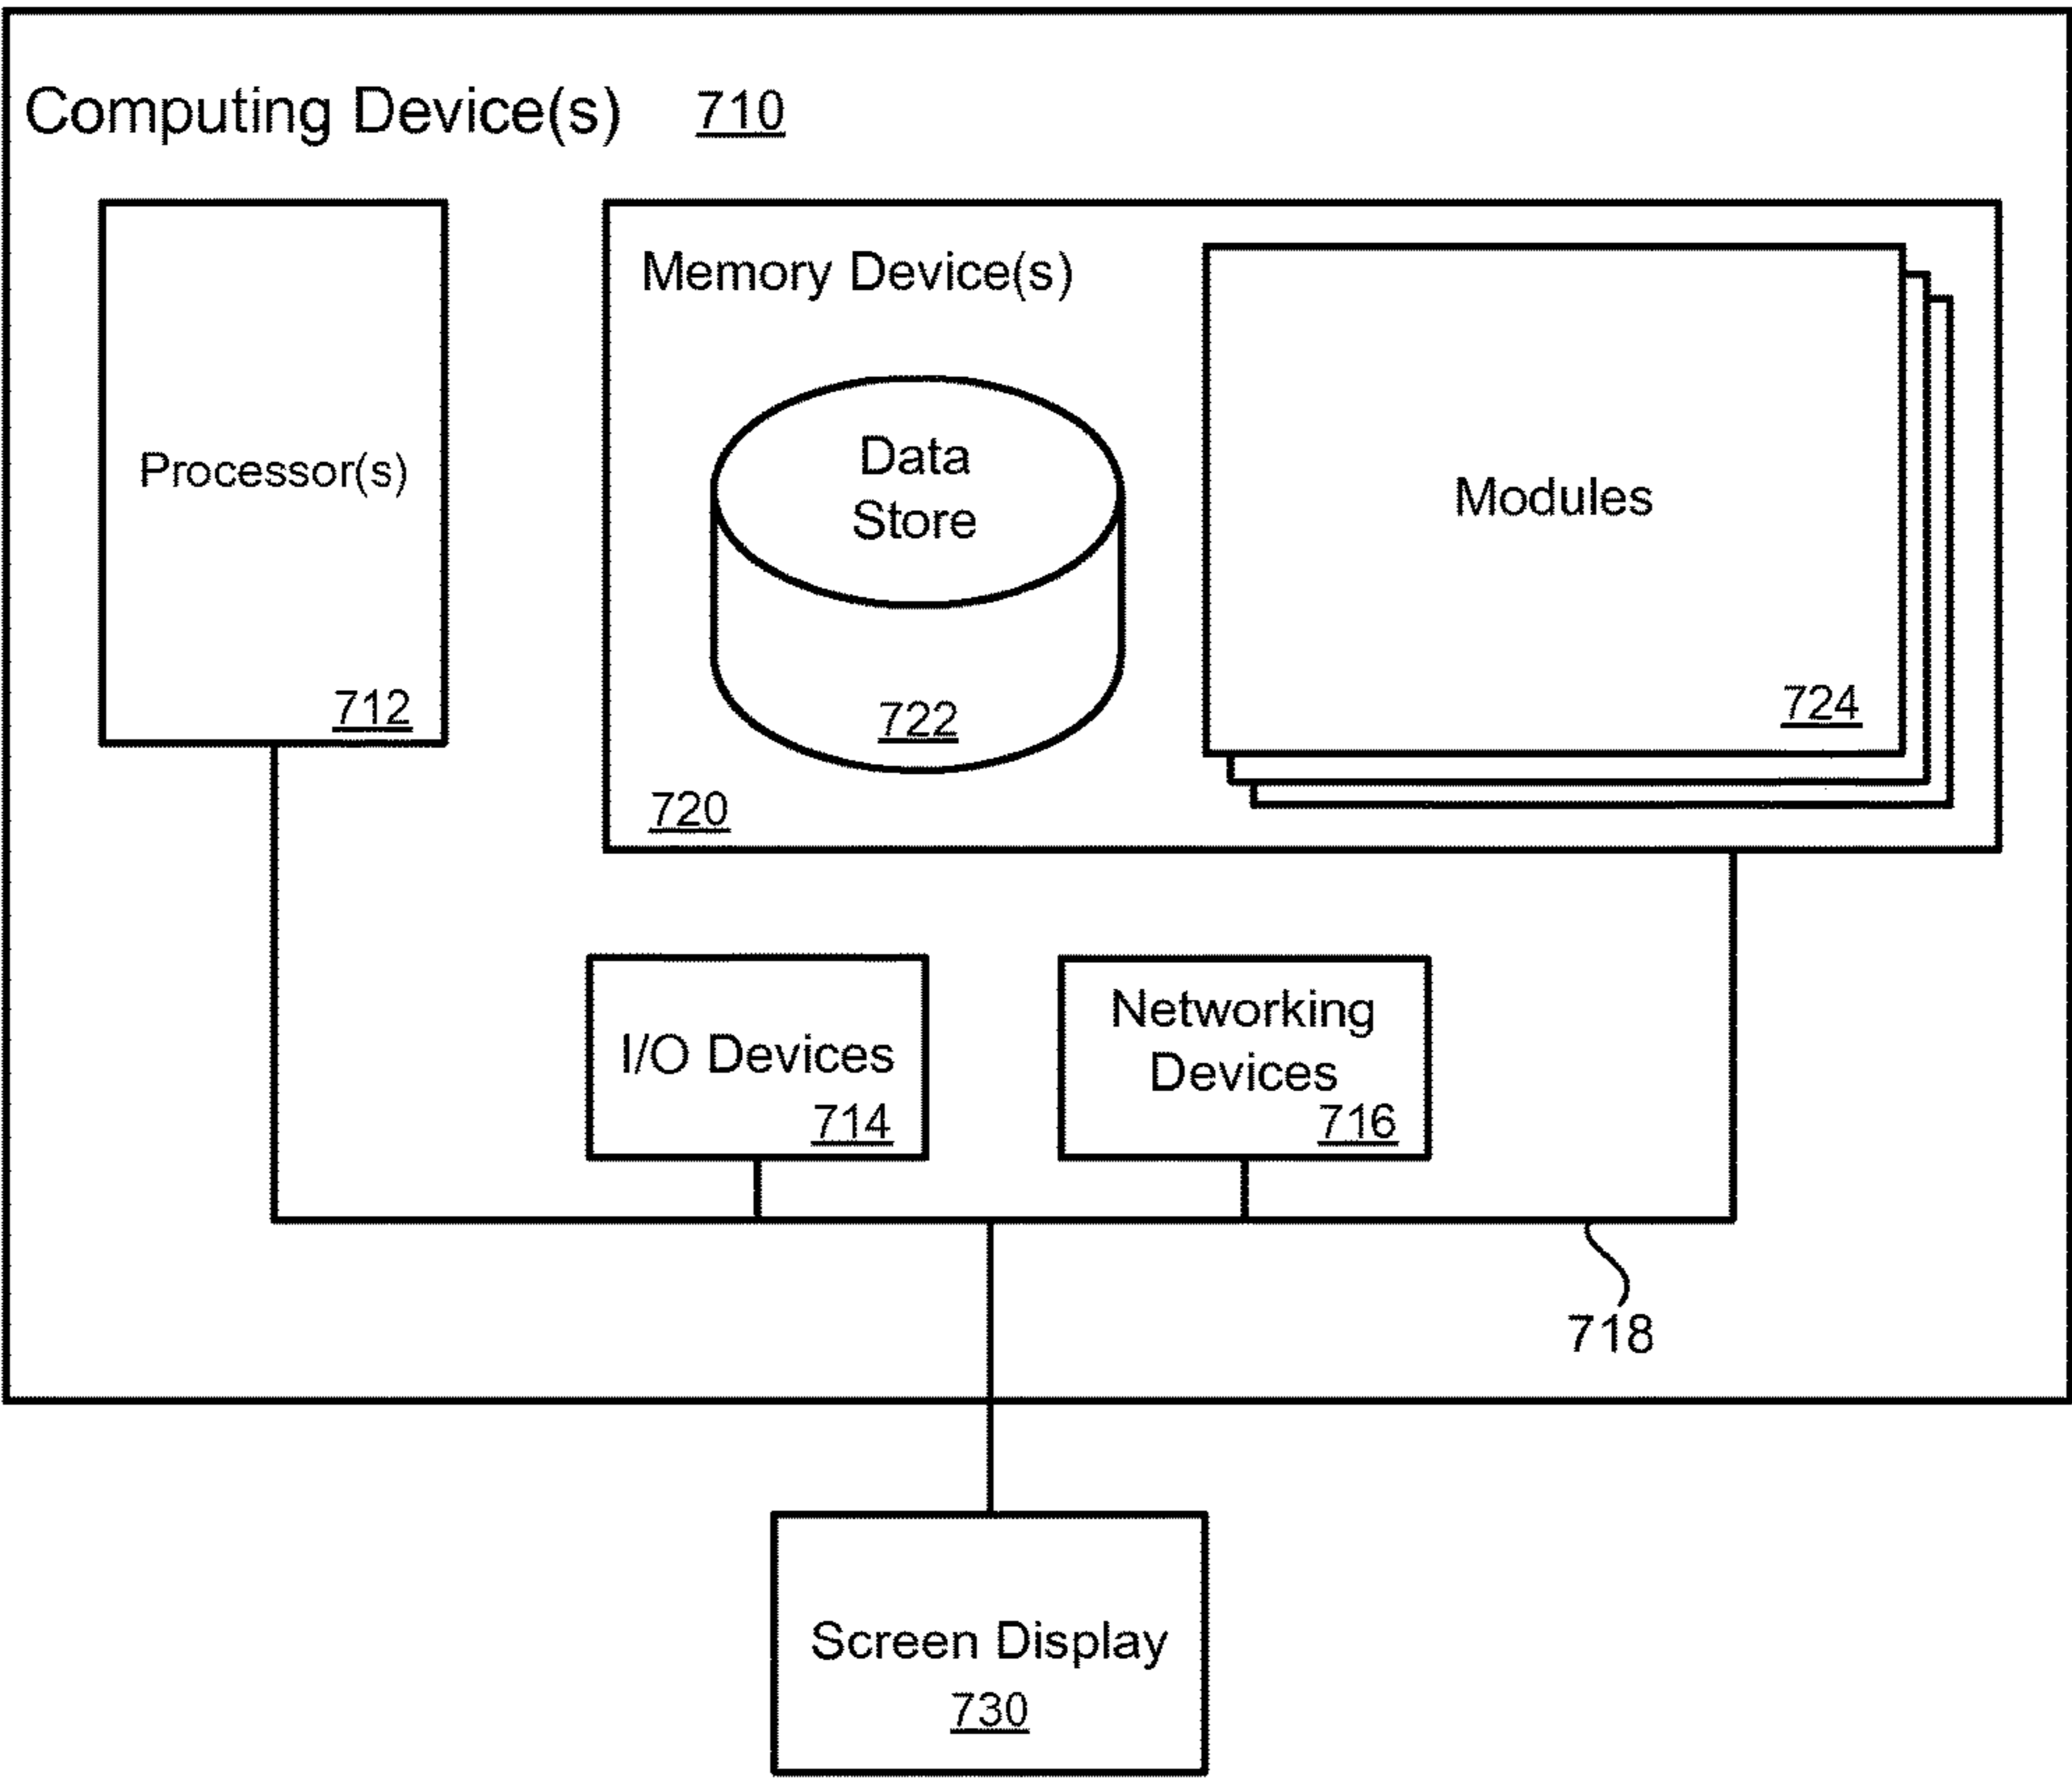 Computing Device(s) 710
Processor(s)
712
Memory Device(s)
Data
Store
722
720
Modules
724
I/O Devices
714
Networking
Devices
716
718
Screen Display
730